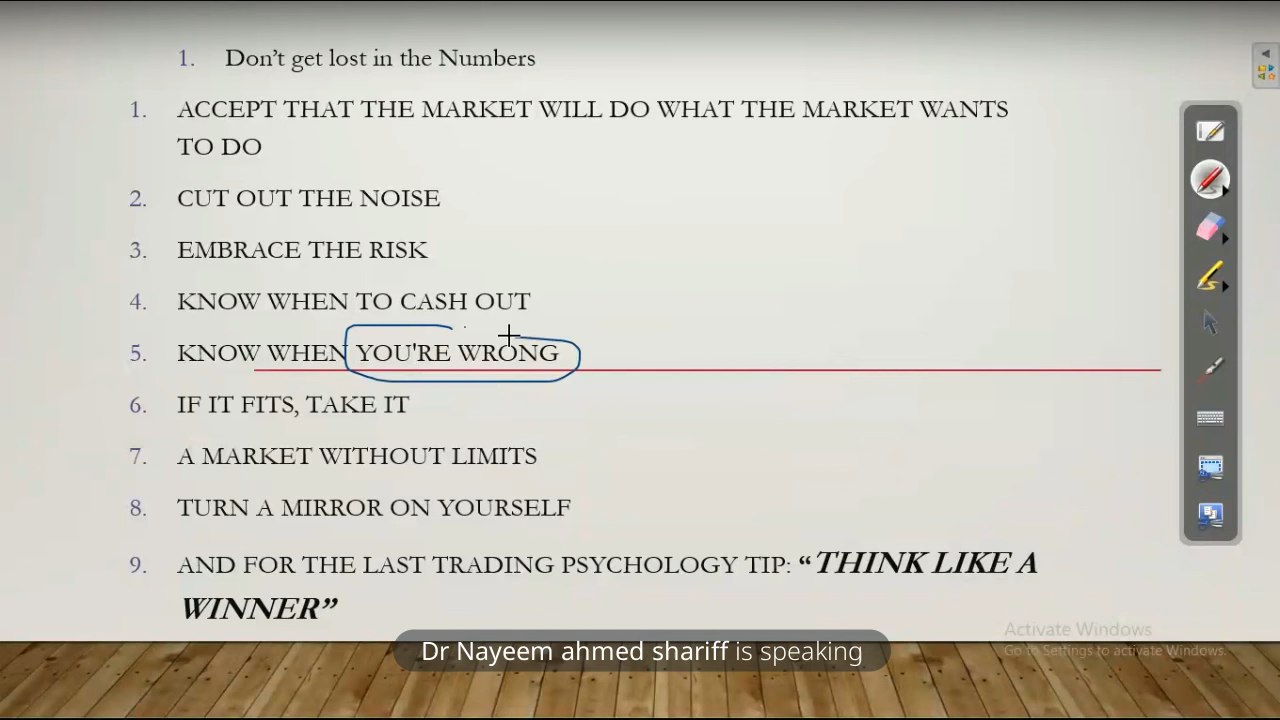 1. Don't get lost in the Numbers
1. ACCEPT THAT THE MARKET WILL DO WHAT THE MARKET WANTS
TO DO
2. CUT OUT THE NOISE
3. EMBRACE THE RISK
4. KNOW WHEN TO CASH OUT
5. KNOW WHEN YOU'RE WRONG
6. IF IT FITS, TAKE IT
7. A MARKET WITHOUT LIMITS
8. TURN A MIRROR ON YOURSELF
9. AND FOR THE LAST TRADING PSYCHOLOGY TIP: “THINK LIKE A
WINNER”
Activate Windows
Go to Settings to activate Windows.
Dr Nayeem ahmed shariff is speaking